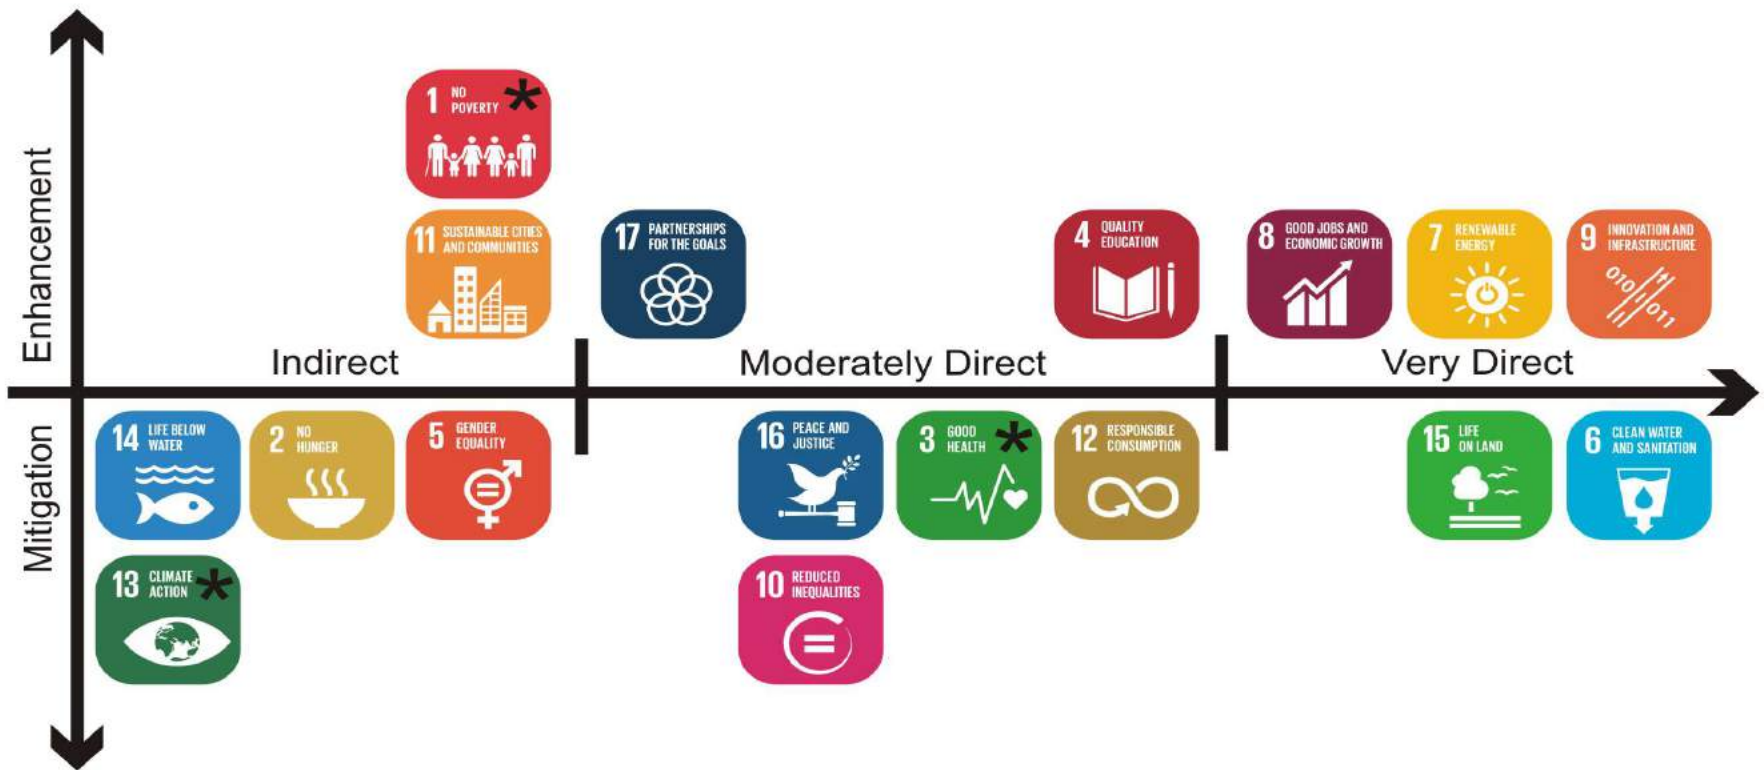 Enhancement
Mitigation
Indirect
Moderately Direct
Very Direct
1 NO
POVERTY *
11 SUSTAINABLE CITIES
AND COMMUNITIES
17 PARTNERSHIPS
FOR THE GOALS
4 QUALITY
EDUCATION
8 GOOD JOBS AND
ECONOMIC GROWTH
7 RENEWABLE
ENERGY
9 INNOVATION AND
INFRASTRUCTURE
010
011
14 LIFE BELOW
WATER
2 NO
HUNGER
5 GENDER
EQUALITY
16 PEACE AND
JUSTICE
3 GOOD
HEALTH *
12 RESPONSIBLE
CONSUMPTION
15 LIFE
ON LAND
6 CLEAN WATER
AND SANITATION
13 CLIMATE
ACTION *
10 REDUCED
INEQUALITIES